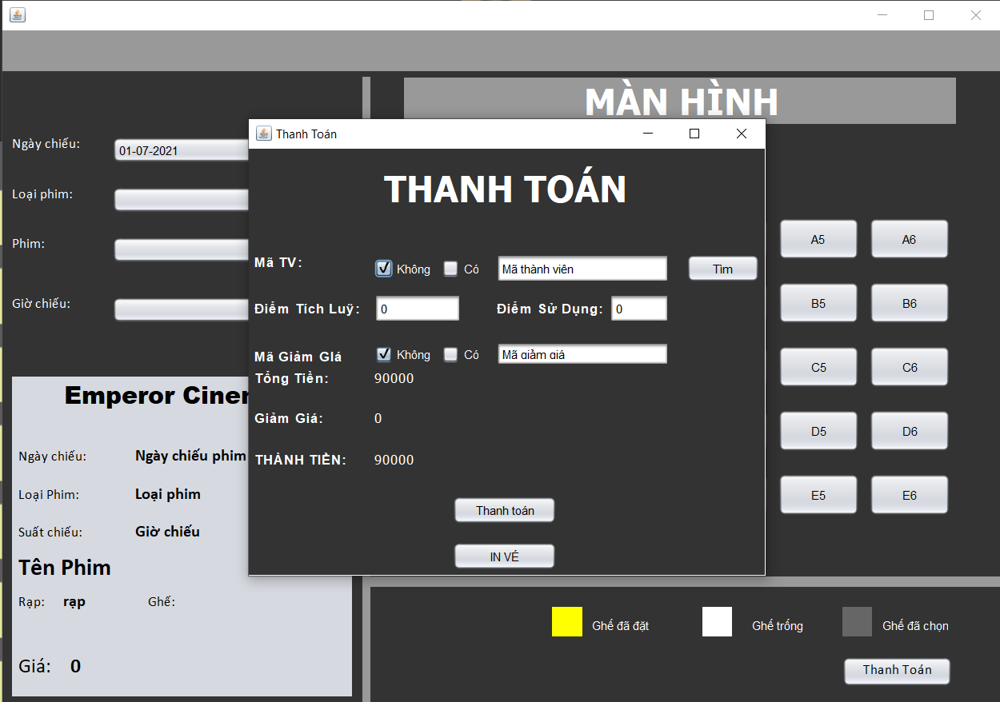 MÀN HÌNH
Ngày chiếu:
01-07-2021
Loại phim:
Phim:
Giờ chiếu:
Thanh Toán
THANH TOÁN
Mã TV:
Không
Có
Mã thành viên
Tìm
Điểm Tích Luỹ:
0
Điểm Sử Dụng:
0
Mã Giảm GIá
Không
Có
Mã giảm giá
Tổng Tiền:
90000
Giảm Giá:
0
THÀNH TIỀN:
90000
Thanh toán
IN VÉ
A5
A6
B5
B6
C5
C6
D5
D6
E5
E6
Emperor
Ngày chiếu:
Ngày chiếu phim
Loại Phim:
Loại phim
Suất chiếu:
Giờ chiếu
Tên Phim
Rạp:
rạp
Ghế:
Giá:
0
Ghế đã đặt
Ghế trống
Ghế đã chọn
Thanh Toán